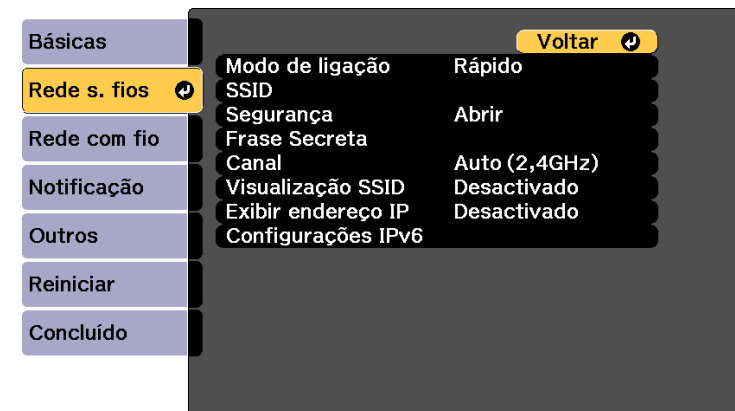 Básicas
Rede s. fios
Rede com fio
Notificação
Outros
Reiniciar
Concluído
Voltar
Modo de ligação Rápido
SSID
Segurança Abrir
Frase Secreta
Canal Auto (2,4GHz)
Visualização SSID Desactivado
Exibir endereço IP Desactivado
Configurações IPv6